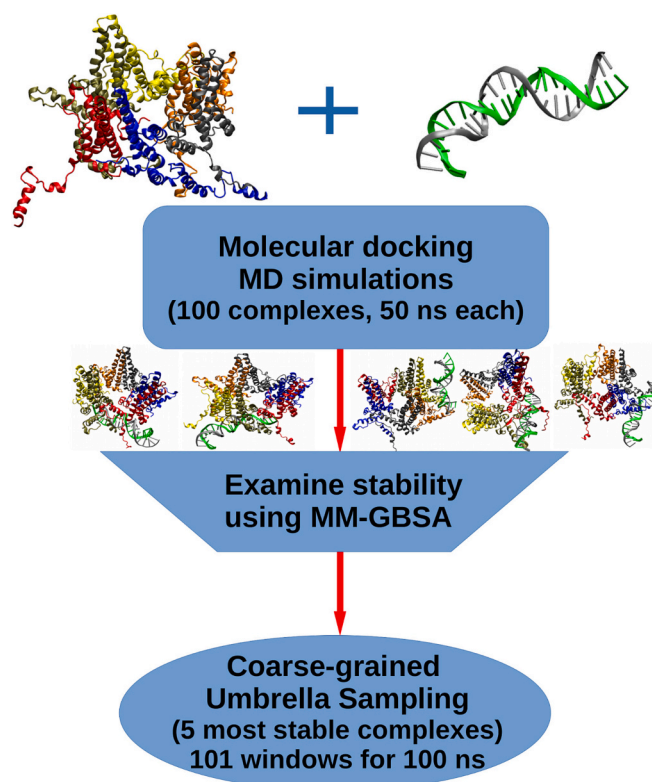 Molecular docking
MD simulations
(100 complexes, 50 ns each)
Examine stability
using MM-GBSA
Coarse-grained
Umbrella Sampling
(5 most stable complexes)
101 windows for 100 ns